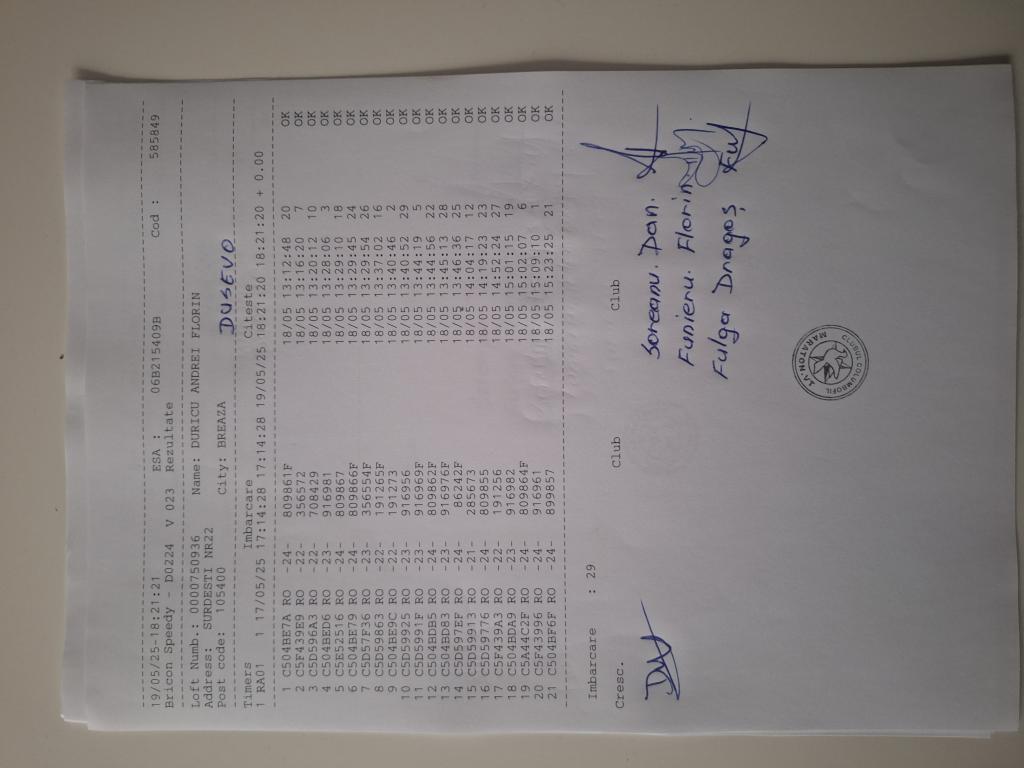 19/05/25-18:21:21 ESA : 06B215409B Cod : 585849
Bricon Speedy - D0224 V 023 Rezultate
Loft Numb.: 0000750936 Name: DURICU ANDREI FLORIN
Address: SURDESTI NR22
Post code: 105400 City: BREAZA DUSEVO
Timers Imbarcare Citeste
1 RA01 1 17/05/25 17:14:28 17:14:28 19/05/25 18:21:20 18:21:20 + 0.00
1 C504BE7A RO -24- 809861F 18/05 13:12:48 20 OK
2 C5F439E9 RO -22- 356572 18/05 13:16:20 7 OK
3 C5D596A3 RO -22- 708429 18/05 13:20:12 10 OK
4 C504BED6 RO -23- 916981 18/05 13:28:06 3 OK
5 C5E52516 RO -24- 809867 18/05 13:29:10 18 OK
6 C504BE79 RO -24- 809866F 18/05 13:29:45 24 OK
7 C5D57F36 RO -23- 356554F 18/05 13:29:54 26 OK
8 C5D59863 RO -22- 191265F 18/05 13:37:02 16 OK
9 C504BE9C RO -22- 191273 18/05 13:40:46 2 OK
10 C5D59925 RO -23- 916956 18/05 13:40:52 29 OK
11 C5D5991F RO -23- 916969F 18/05 13:44:19 5 OK
12 C504BDB5 RO -24- 809862F 18/05 13:44:56 22 OK
13 C504BD83 RO -23- 916976F 18/05 13:45:13 28 OK
14 C5D597EF RO -24- 86242F 18/05 13:46:36 25 OK
15 C5D59913 RO -21- 285673 18/05 14:04:17 12 OK
16 C5D59776 RO -24- 809855 18/05 14:19:23 23 OK
17 C5F439A3 RO -22- 191256 18/05 14:52:24 27 OK
18 C504BDA9 RO -23- 916982 18/05 15:01:15 19 OK
19 C5A44C2F RO -24- 809864F 18/05 15:02:07 6 OK
20 C5F43996 RO -24- 916961 18/05 15:09:10 1 OK
21 C504BF6F RO -24- 899857 18/05 15:23:25 21 OK
Imbarcare : 29
Cresc. Club Club
Soreanu Dan.
Funieru Florin
Fulga Dragos,
CLUBUL COLUMBOFIL
MARATON